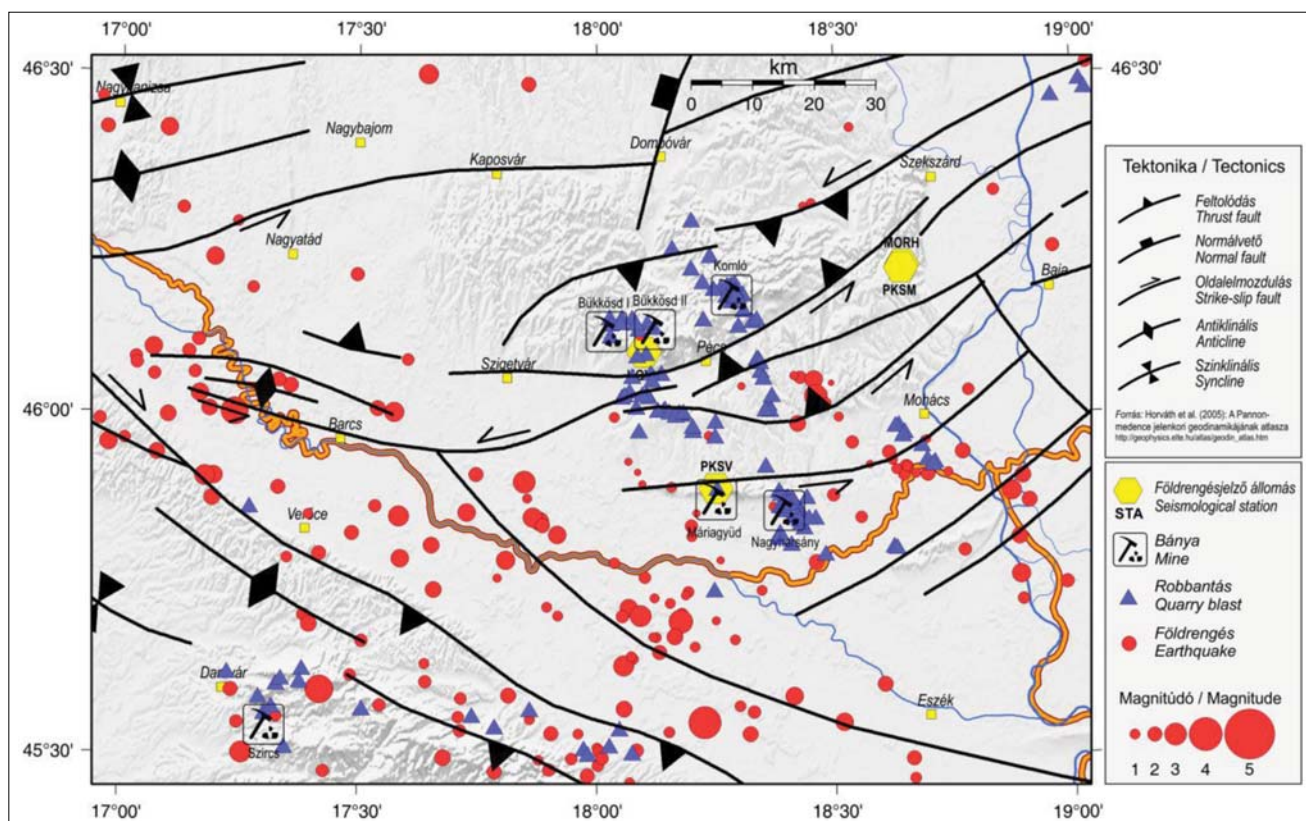 17°00' 17°30' 18°00' 18°30' 19°00'
46°30' 46°30'
km
0 10 20 30
Nagykanizsa
Nagybajom
Dombóvár
Kaposvár
Szekszárd
Nagyatád
MORH
PKSM
Komló
Baja
Bükkösd I Bükkösd II
Szigetvár
Pécs
46°00' 46°00'
Mohács
Barcs
PKSV
Veröce
Máriagyüd
Nagyharsány
Daruvár
Eszék
Szircs
45°30' 45°30'
17°00' 17°30' 18°00' 18°30' 19°00'
Tektonika / Tectonics
Feltolódás
Thrust fault
Normálvető
Normal fault
Oldalelmozdulás
Strike-slip fault
Antiklinális
Anticline
Szinklinális
Syncline
Forrás: Horváth et al. (2005): A Pannon-
medence jelenkori geodinamikájának atlasza
http://geophysics.elte.hu/atlas/geodin_atlas.htm
Földrengésjelző állomás
Seismological station
STA
Bánya
Mine
Robbantás
Quarry blast
Földrengés
Earthquake
Magnitúdó / Magnitude
1 2 3 4 5